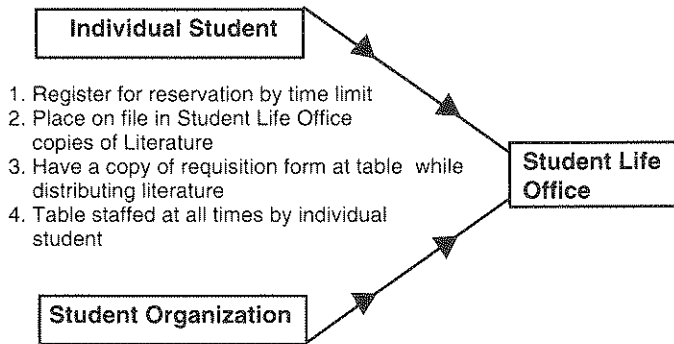 Individual Student
1. Register for reservation by time limit
2. Place on file in Student Life Office
copies of Literature
3. Have a copy of requisition form at table while
distributing literature
4. Table staffed at all times by individual
student
Student Life
Office
Student Organization